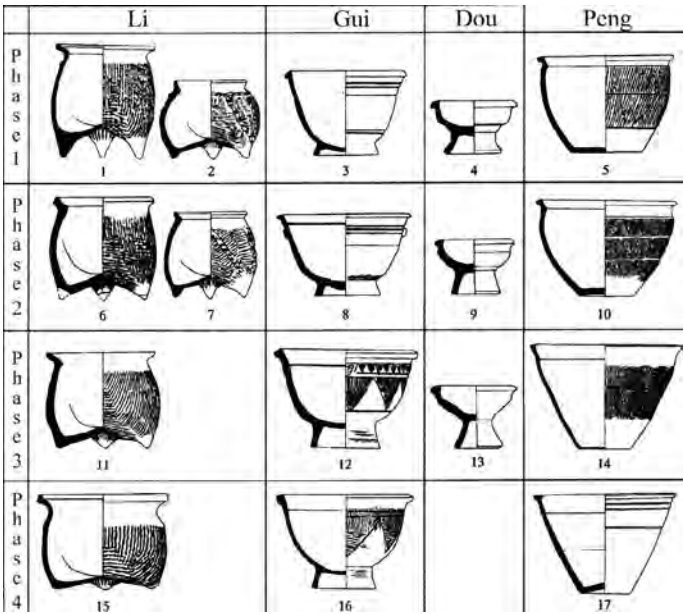 Li Gui Dou Peng
Phase 1
1 2 3 4 5
Phase 2
6 7 8 9 10
Phase 3
11 12 13 14
Phase 4
15 16 17